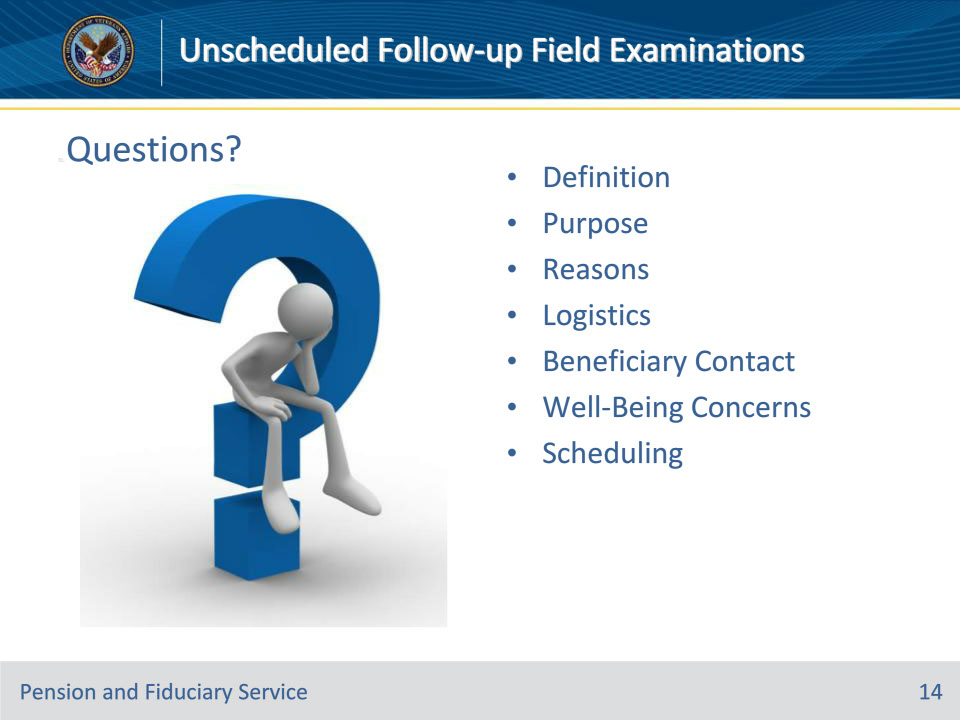 Unscheduled Follow-up Field Examinations
Questions?
• Definition
• Purpose
• Reasons
• Logistics
• Beneficiary Contact
• Well-Being Concerns
• Scheduling
Pension and Fiduciary Service
14